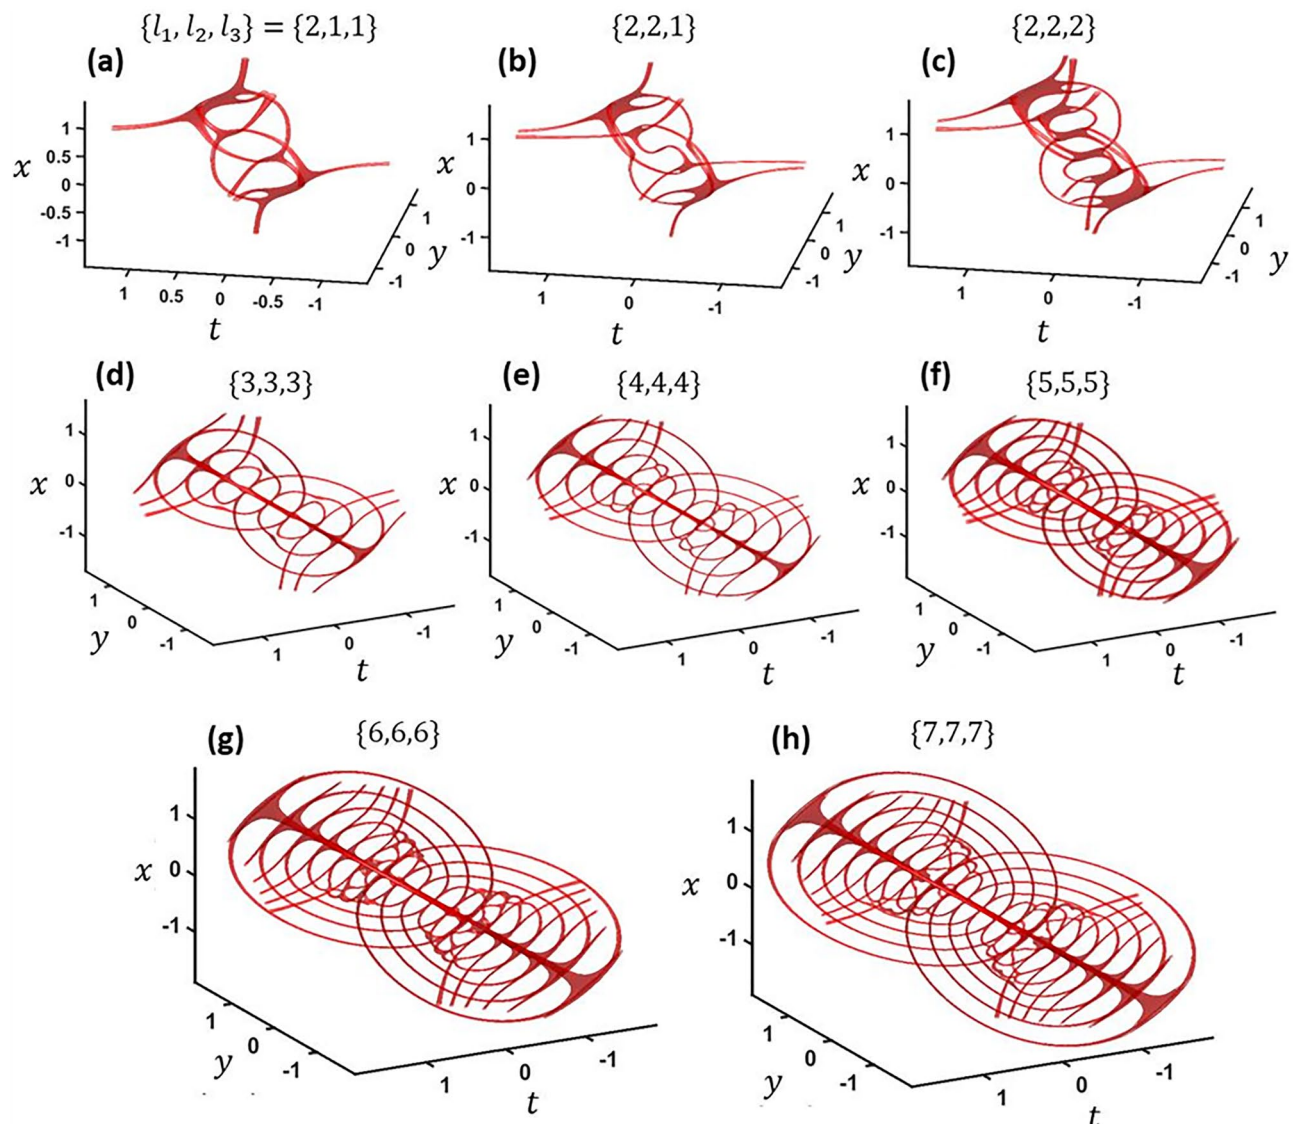 {l₁, l₂, l₃} = {2,1,1}
{2,2,1}
{2,2,2}
(a)
(b)
(c)
1
0.5
0
-0.5
-1
x
1
0.5
0
-0.5
-1
t
1
0
-1
y
1
0
-1
x
1
0
-1
t
1
0
-1
y
1
0
-1
x
1
0
-1
t
1
0
-1
y
(d)
{3,3,3}
(e)
{4,4,4}
(f)
{5,5,5}
1
0
-1
x
1
0
-1
y
1
0
-1
t
1
0
-1
x
1
0
-1
y
1
0
-1
t
1
0
-1
x
1
0
-1
y
1
0
-1
t
(g)
{6,6,6}
(h)
{7,7,7}
1
0
-1
x
1
0
-1
y
1
0
-1
t
1
0
-1
x
1
0
-1
y
1
0
-1
t